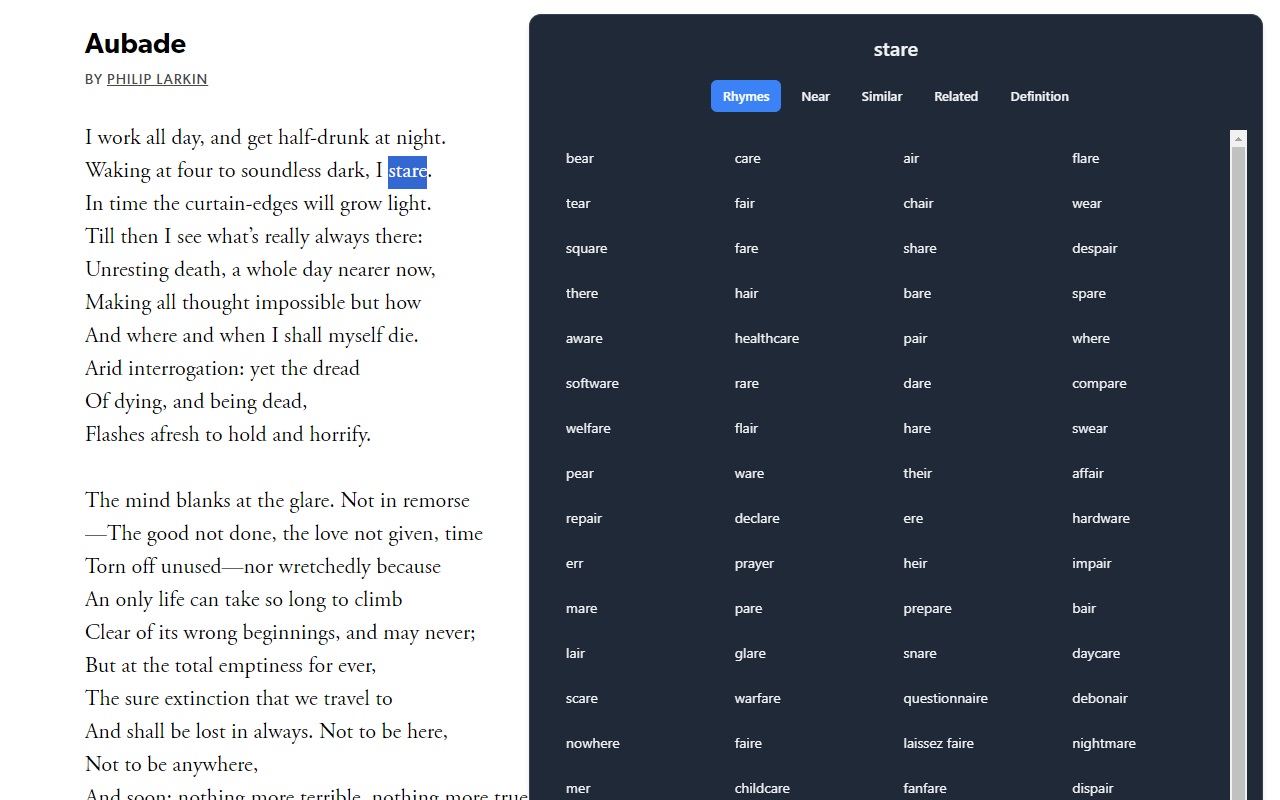 Aubade
BY PHILIP LARKIN
I work all day, and get half-drunk at night.
Waking at four to soundless dark, I stare.
In time the curtain-edges will grow light.
Till then I see what’s really always there:
Unresting death, a whole day nearer now,
Making all thought impossible but how
And where and when I shall myself die.
Arid interrogation: yet the dread
Of dying, and being dead,
Flashes afresh to hold and horrify.
The mind blanks at the glare. Not in remorse
—The good not done, the love not given, time
Torn off unused—nor wretchedly because
An only life can take so long to climb
Clear of its wrong beginnings, and may never;
But at the total emptiness for ever,
The sure extinction that we travel to
And shall be lost in always. Not to be here,
Not to be anywhere,
And soon; nothing more terrible, nothing more true
stare
Rhymes Near Similar Related Definition
bear care air flare
tear fair chair wear
square fare share despair
there hair bare spare
aware healthcare pair where
software rare dare compare
welfare flair hare swear
pear ware their affair
repair declare ere hardware
err prayer heir impair
mare pare prepare bair
lair glare snare daycare
scare warfare questionnaire debonair
nowhere faire laissez faire nightmare
mer childcare fanfare dispair